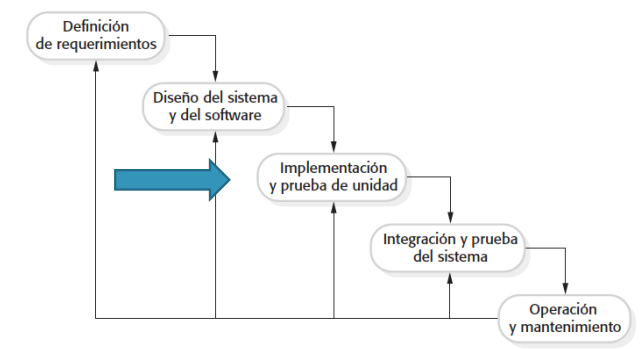 Definición
de requerimientos
Diseño del sistema
y del software
Implementación
y prueba de unidad
Integración y prueba
del sistema
Operación
y mantenimiento